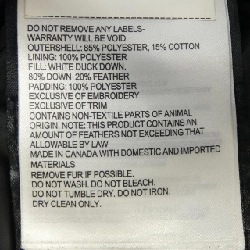 DO NOT REMOVE ANY LABELS-
WARRANTY WILL BE VOID
OUTERSHELL: 85% POLYESTER, 15% COTTON
LINING: 100% POLYESTER
FILL: WHITE DUCK DOWN.
80% DOWN 20% FEATHER
PADDING: 100% POLYESTER
EXCLUSIVE OF EMBROIDERY
EXCLUSIVE OF TRIM
CONTAINS NON-TEXTILE PARTS OF ANIMAL
ORIGIN. NOTE: THIS PRODUCT CONTAINE AN
AMOUNT OF FEATHERS NOT EXCEEDING THAT
ALLOWABLE BY LAW
MADE IN CANADA WITH DOMESTIC AND IMPORTED
MATERIALS
REMOVE FUR IF POSSIBLE.
DO NOT WASH. DO NOT BLEACH.
DO NOT TUMBLE DRY. DO NOT IRON.
DRY CLEAN ONLY.